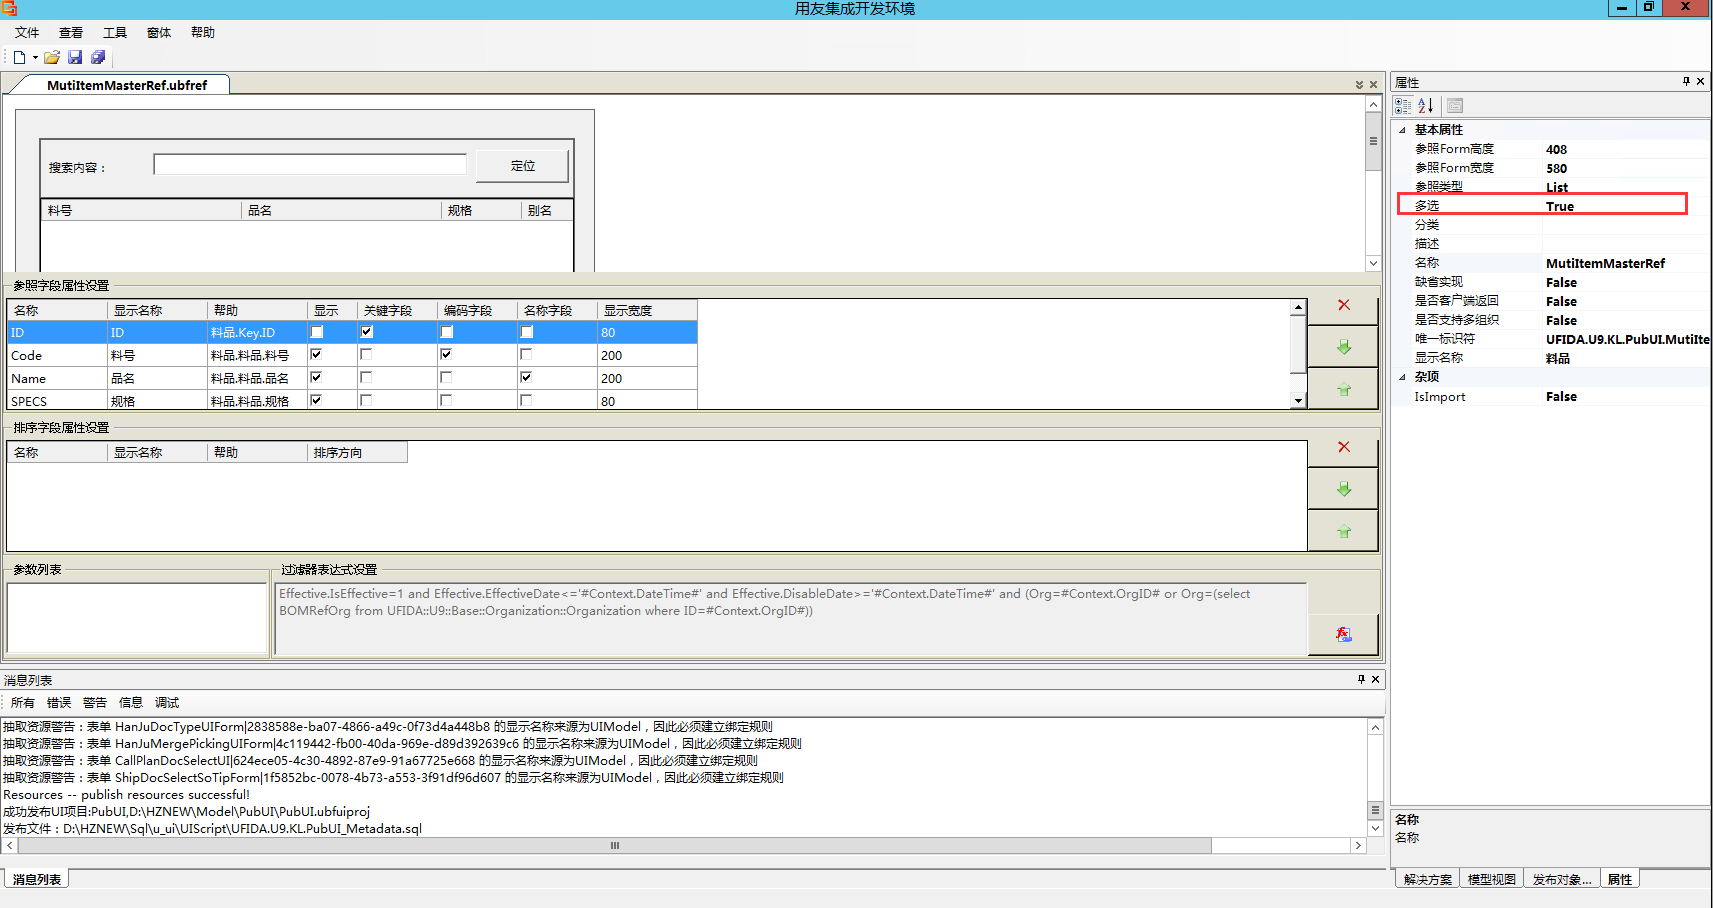 用友集成开发环境
文件 查看 工具 窗体 帮助
MutiItemMasterRef.ubfref
搜索内容：
定位
料号 品名 规格 别名
参照字段属性设置
名称 显示名称 帮助 显示 关键字段 编码字段 名称字段 显示宽度
ID ID 料品.Key.ID 80
Code 料号 料品.料品.料号 200
Name 品名 料品.料品.品名 200
SPECS 规格 料品.料品.规格 80
排序字段属性设置
名称 显示名称 帮助 排序方向
参数列表
过滤器表达式设置
Effective.IsEffective=1 and Effective.EffectiveDate<='#Context.DateTime#' and Effective.DisableDate>='#Context.DateTime#' and (Org=#Context.OrgID# or Org=(select
BOMRefOrg from UFIDA::U9::Base::Organization::Organization where ID=#Context.OrgID#))
消息列表
所有 错误 警告 信息 调试
抽取资源警告：表单 HanJuDocTypeUIForm|2838588e-ba07-4866-a49c-0f73d4a448b8 的显示名称来源为UIModel，因此必须建立绑定规则
抽取资源警告：表单 HanJuMergePickingUIForm|4c119442-fb00-40da-969e-d89d392639c6 的显示名称来源为UIModel，因此必须建立绑定规则
抽取资源警告：表单 CallPlanDocSelectUI|624ece05-4c30-4892-87e9-91a67725e668 的显示名称来源为UIModel，因此必须建立绑定规则
抽取资源警告：表单 ShipDocSelectSoTipForm|1f5852bc-0078-4b73-a553-3f91df96d607 的显示名称来源为UIModel，因此必须建立绑定规则
Resources -- publish resources successful!
成功发布UI项目:PubUI,D:\HZNEW\Model\PubUI\PubUI.ubfuiproj
发布文件：D:\HZNEW\Sql\u_ui\UIScript\UFIDA.U9.KL.PubUI_Metadata.sql
消息列表
属性
基本属性
参照Form高度 408
参照Form宽度 580
参照类型 List
多选 True
分类
描述
名称 MutiItemMasterRef
缺省实现 False
是否客户端返回 False
是否支持多组织 False
唯一标识符 UFIDA.U9.KL.PubUI.MutiIte
显示名称 料品
杂项
IsImport False
名称
名称
解决方案 模型视图 发布对象... 属性